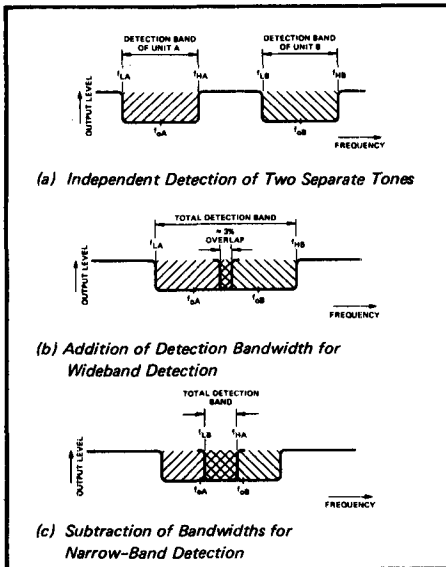 DETECTION BAND
OF UNIT A
DETECTION BAND
OF UNIT B
fLA
fHA
fLB
fHB
OUTPUT LEVEL
foA
foB
FREQUENCY
(a) Independent Detection of Two Separate Tones
TOTAL DETECTION BAND
≈ 3%
OVERLAP
fLA
fHB
OUTPUT LEVEL
foA
foB
FREQUENCY
(b) Addition of Detection Bandwidth for
Wideband Detection
TOTAL DETECTION
BAND
fLB
fHA
OUTPUT LEVEL
foA
foB
FREQUENCY
(c) Subtraction of Bandwidths for
Narrow-Band Detection